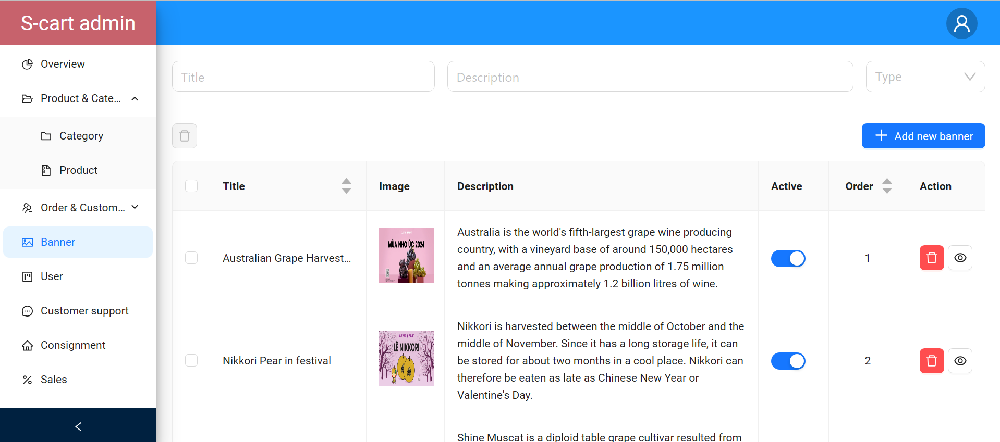 S-cart admin
Overview
Product & Cate...
Category
Product
Order & Custom...
Banner
User
Customer support
Consignment
Sales
Title
Description
Type
Add new banner
Title
Image
Description
Active
Order
Action
Australian Grape Harvest...
MÙA NHO ÚC 2024
Australia is the world's fifth-largest grape wine producing
country, with a vineyard base of around 150,000 hectares
and an average annual grape production of 1.75 million
tonnes making approximately 1.2 billion litres of wine.
1
Nikkori Pear in festival
LÊ NIKKORI
Nikkori is harvested between the middle of October and the
middle of November. Since it has a long storage life, it can
be stored for about two months in a cool place. Nikkori can
therefore be eaten as late as Chinese New Year or
Valentine's Day.
2
Shine Muscat is a diploid table grape cultivar resulted from